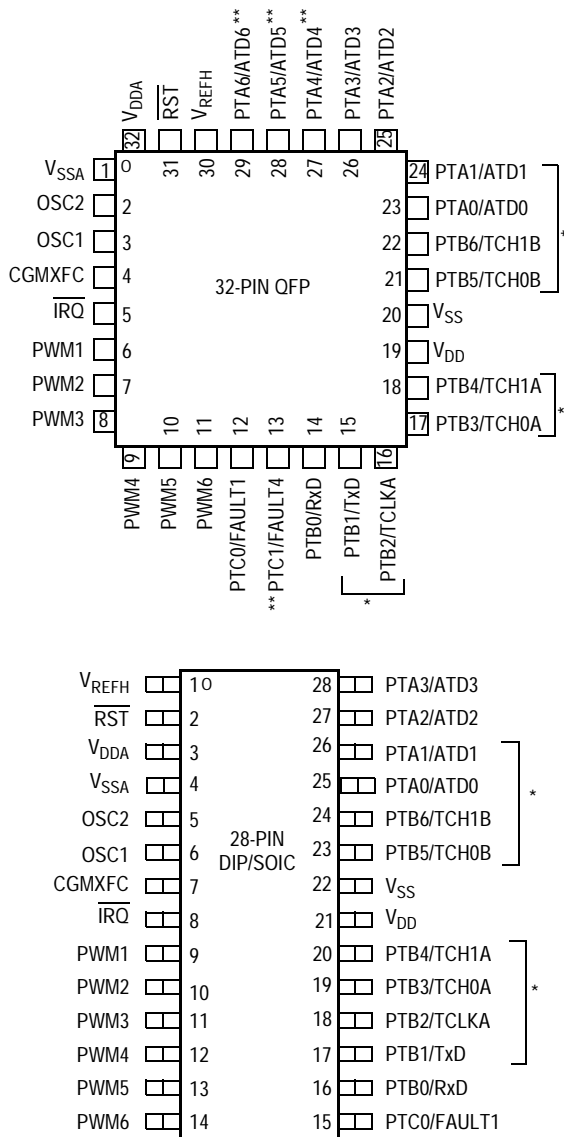 32 V_DDA
31 R̅S̅T̅
30 V_REFH
29 PTA6/ATD6 **
28 PTA5/ATD5 **
27 PTA4/ATD4 **
26 PTA3/ATD3
25 PTA2/ATD2
V_SSA 1 O
OSC2 2
OSC1 3
CGMXFC 4
I̅R̅Q̅ 5
PWM1 6
PWM2 7
PWM3 8
32-PIN QFP
24 PTA1/ATD1
23 PTA0/ATD0
22 PTB6/TCH1B
21 PTB5/TCH0B
*
20 V_SS
19 V_DD
18 PTB4/TCH1A
17 PTB3/TCH0A
*
9 PWM4
10 PWM5
11 PWM6
12 PTC0/FAULT1
13 ** PTC1/FAULT4
14 PTB0/RxD
15 PTB1/TxD
16 PTB2/TCLKA
*
V_REFH 1 O 28 PTA3/ATD3
R̅S̅T̅ 2 27 PTA2/ATD2
V_DDA 3 26 PTA1/ATD1
V_SSA 4 25 PTA0/ATD0 *
OSC2 5 24 PTB6/TCH1B
28-PIN
DIP/SOIC
OSC1 6 23 PTB5/TCH0B
CGMXFC 7 22 V_SS
I̅R̅Q̅ 8 21 V_DD
PWM1 9 20 PTB4/TCH1A
PWM2 10 19 PTB3/TCH0A *
PWM3 11 18 PTB2/TCLKA
PWM4 12 17 PTB1/TxD
PWM5 13 16 PTB0/RxD
PWM6 14 15 PTC0/FAULT1